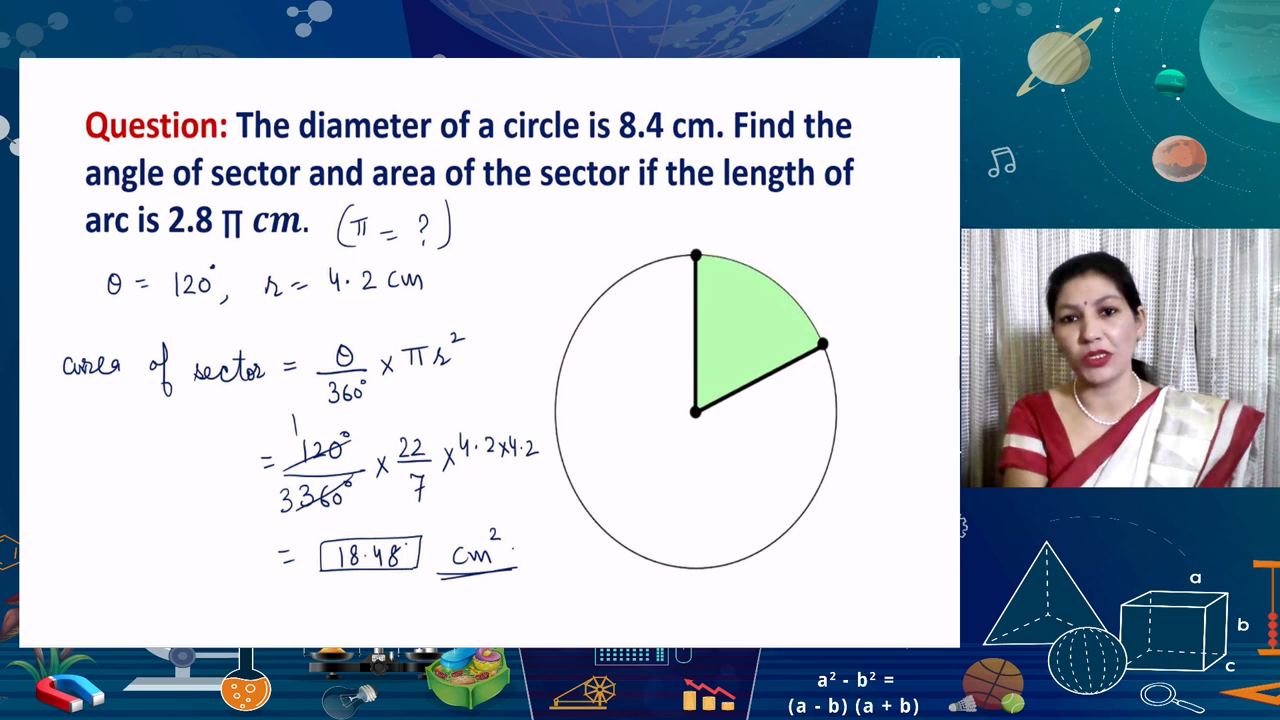 Question: The diameter of a circle is 8.4 cm. Find the
angle of sector and area of the sector if the length of
arc is 2.8 ∏ cm. (π = ?)
θ = 120°, r = 4.2 cm
area of sector = θ/360° × πr²
= 1 120°/3 360° × 22/7 × 4.2 × 4.2
= 18.48 cm²
a
b
c
a² - b² =
(a - b) (a + b)